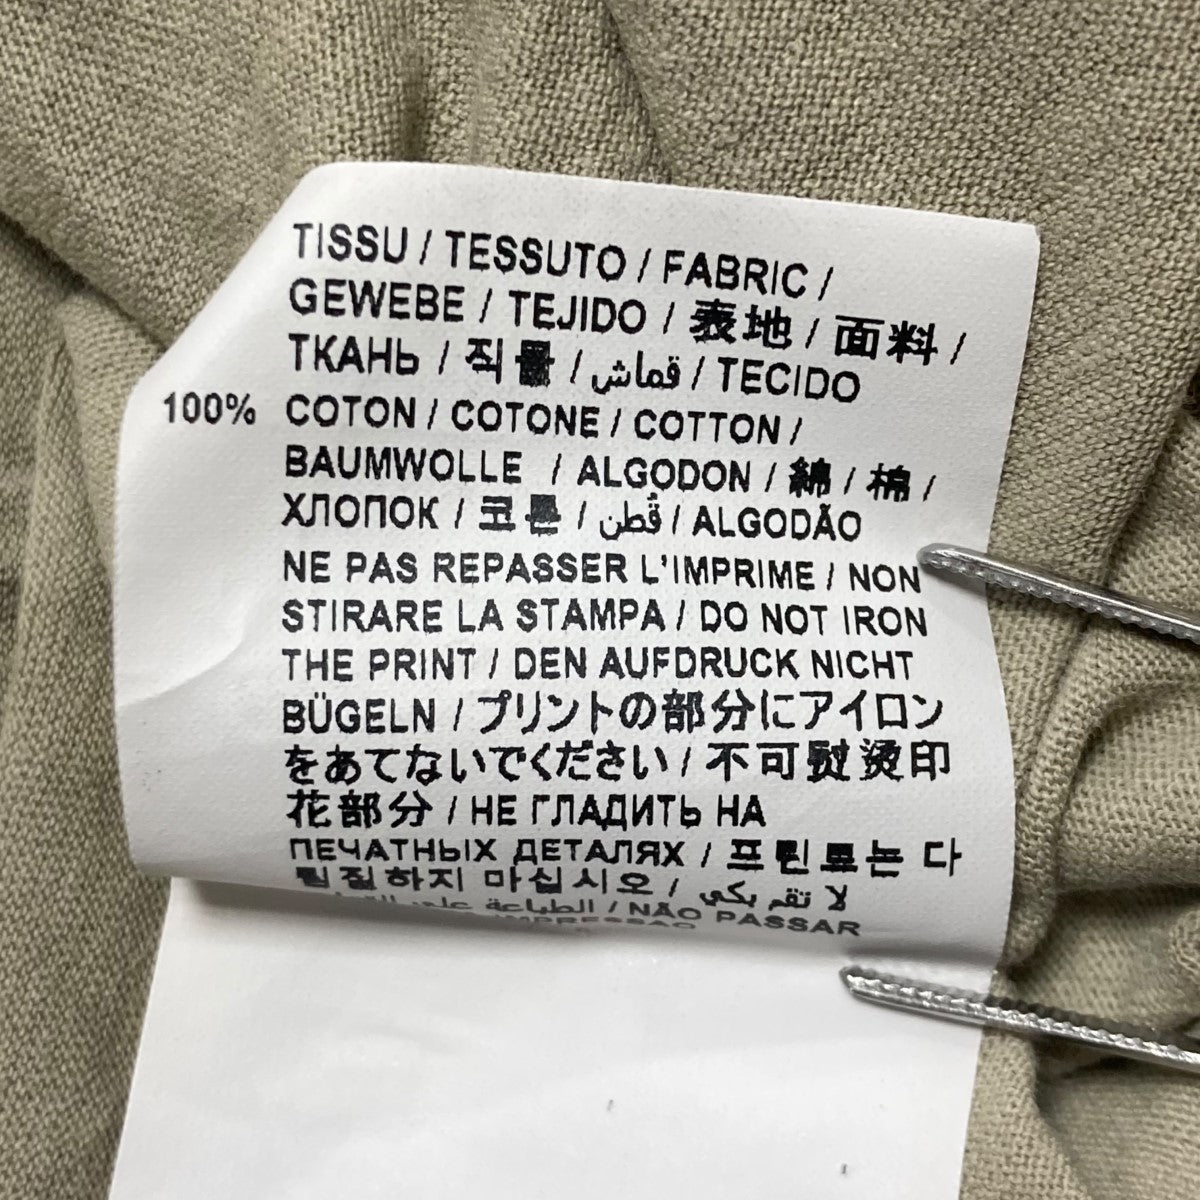 TISSU / TESSUTO / FABRIC /
GEWEBE / TEJIDO / 表地 / 面料 /
ТКАНЬ / 직물 / قماش / TECIDO
100% COTON / COTONE / COTTON /
BAUMWOLLE / ALGODON / 綿 / 棉 /
ХЛОПОК / 코튼 / قُطن / ALGODÃO
NE PAS REPASSER L'IMPRIME / NON
STIRARE LA STAMPA / DO NOT IRON
THE PRINT / DEN AUFDRUCK NICHT
BÜGELN / プリントの部分にアイロン
をあてないでください / 不可熨烫印
花部分 / НЕ ГЛАДИТЬ НА
ПЕЧАТНЫХ ДЕТАЛЯХ / 프린트는 다
림질하지 마십시오 / لا تقم بكي
الطباعة على / NÃO PASSAR
IMPRESSAO